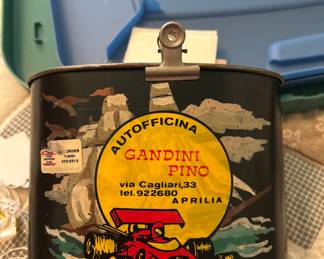 AUTOFFICINA
GANDINI
PINO
via Cagliari,33
tel.922680
APRILIA